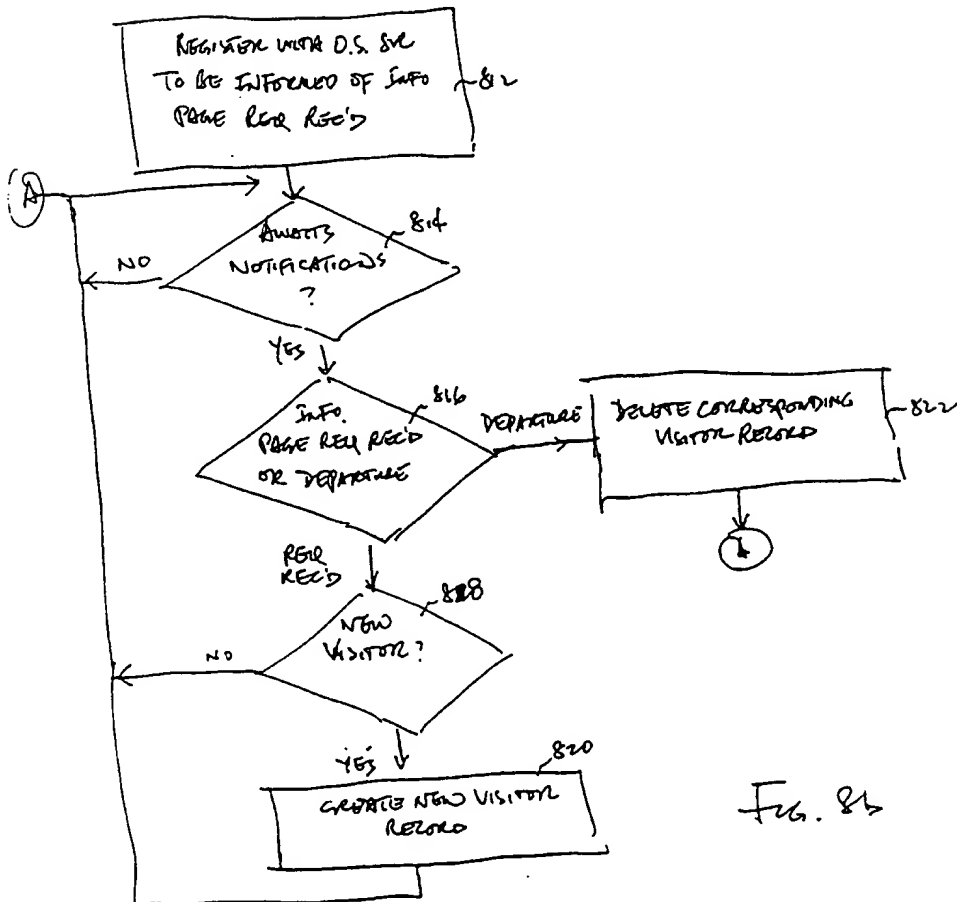 REGISTER WITH O.S. SVR
TO BE INFORMED OF INFO
PAGE REQ REC'D
812
A
AWAITS
NOTIFICATIONS
?
814
NO
YES
INFO.
PAGE REQ REC'D
OR DEPARTURE
816
DEPARTURE
DELETE CORRESPONDING
VISITOR RECORD
822
A
REQ
REC'D
NEW
VISITOR?
818
NO
YES
820
CREATE NEW VISITOR
RECORD
FIG. 8b